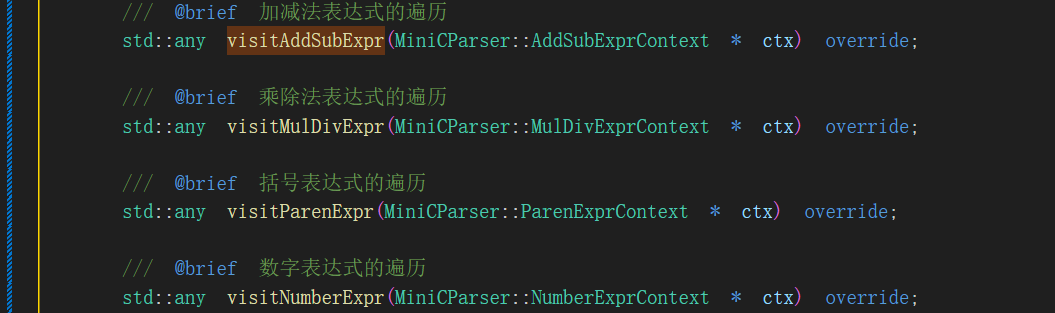 /// @brief 加减法表达式的遍历
std::any visitAddSubExpr(MiniCParser::AddSubExprContext * ctx) override;
/// @brief 乘除法表达式的遍历
std::any visitMulDivExpr(MiniCParser::MulDivExprContext * ctx) override;
/// @brief 括号表达式的遍历
std::any visitParenExpr(MiniCParser::ParenExprContext * ctx) override;
/// @brief 数字表达式的遍历
std::any visitNumberExpr(MiniCParser::NumberExprContext * ctx) override;